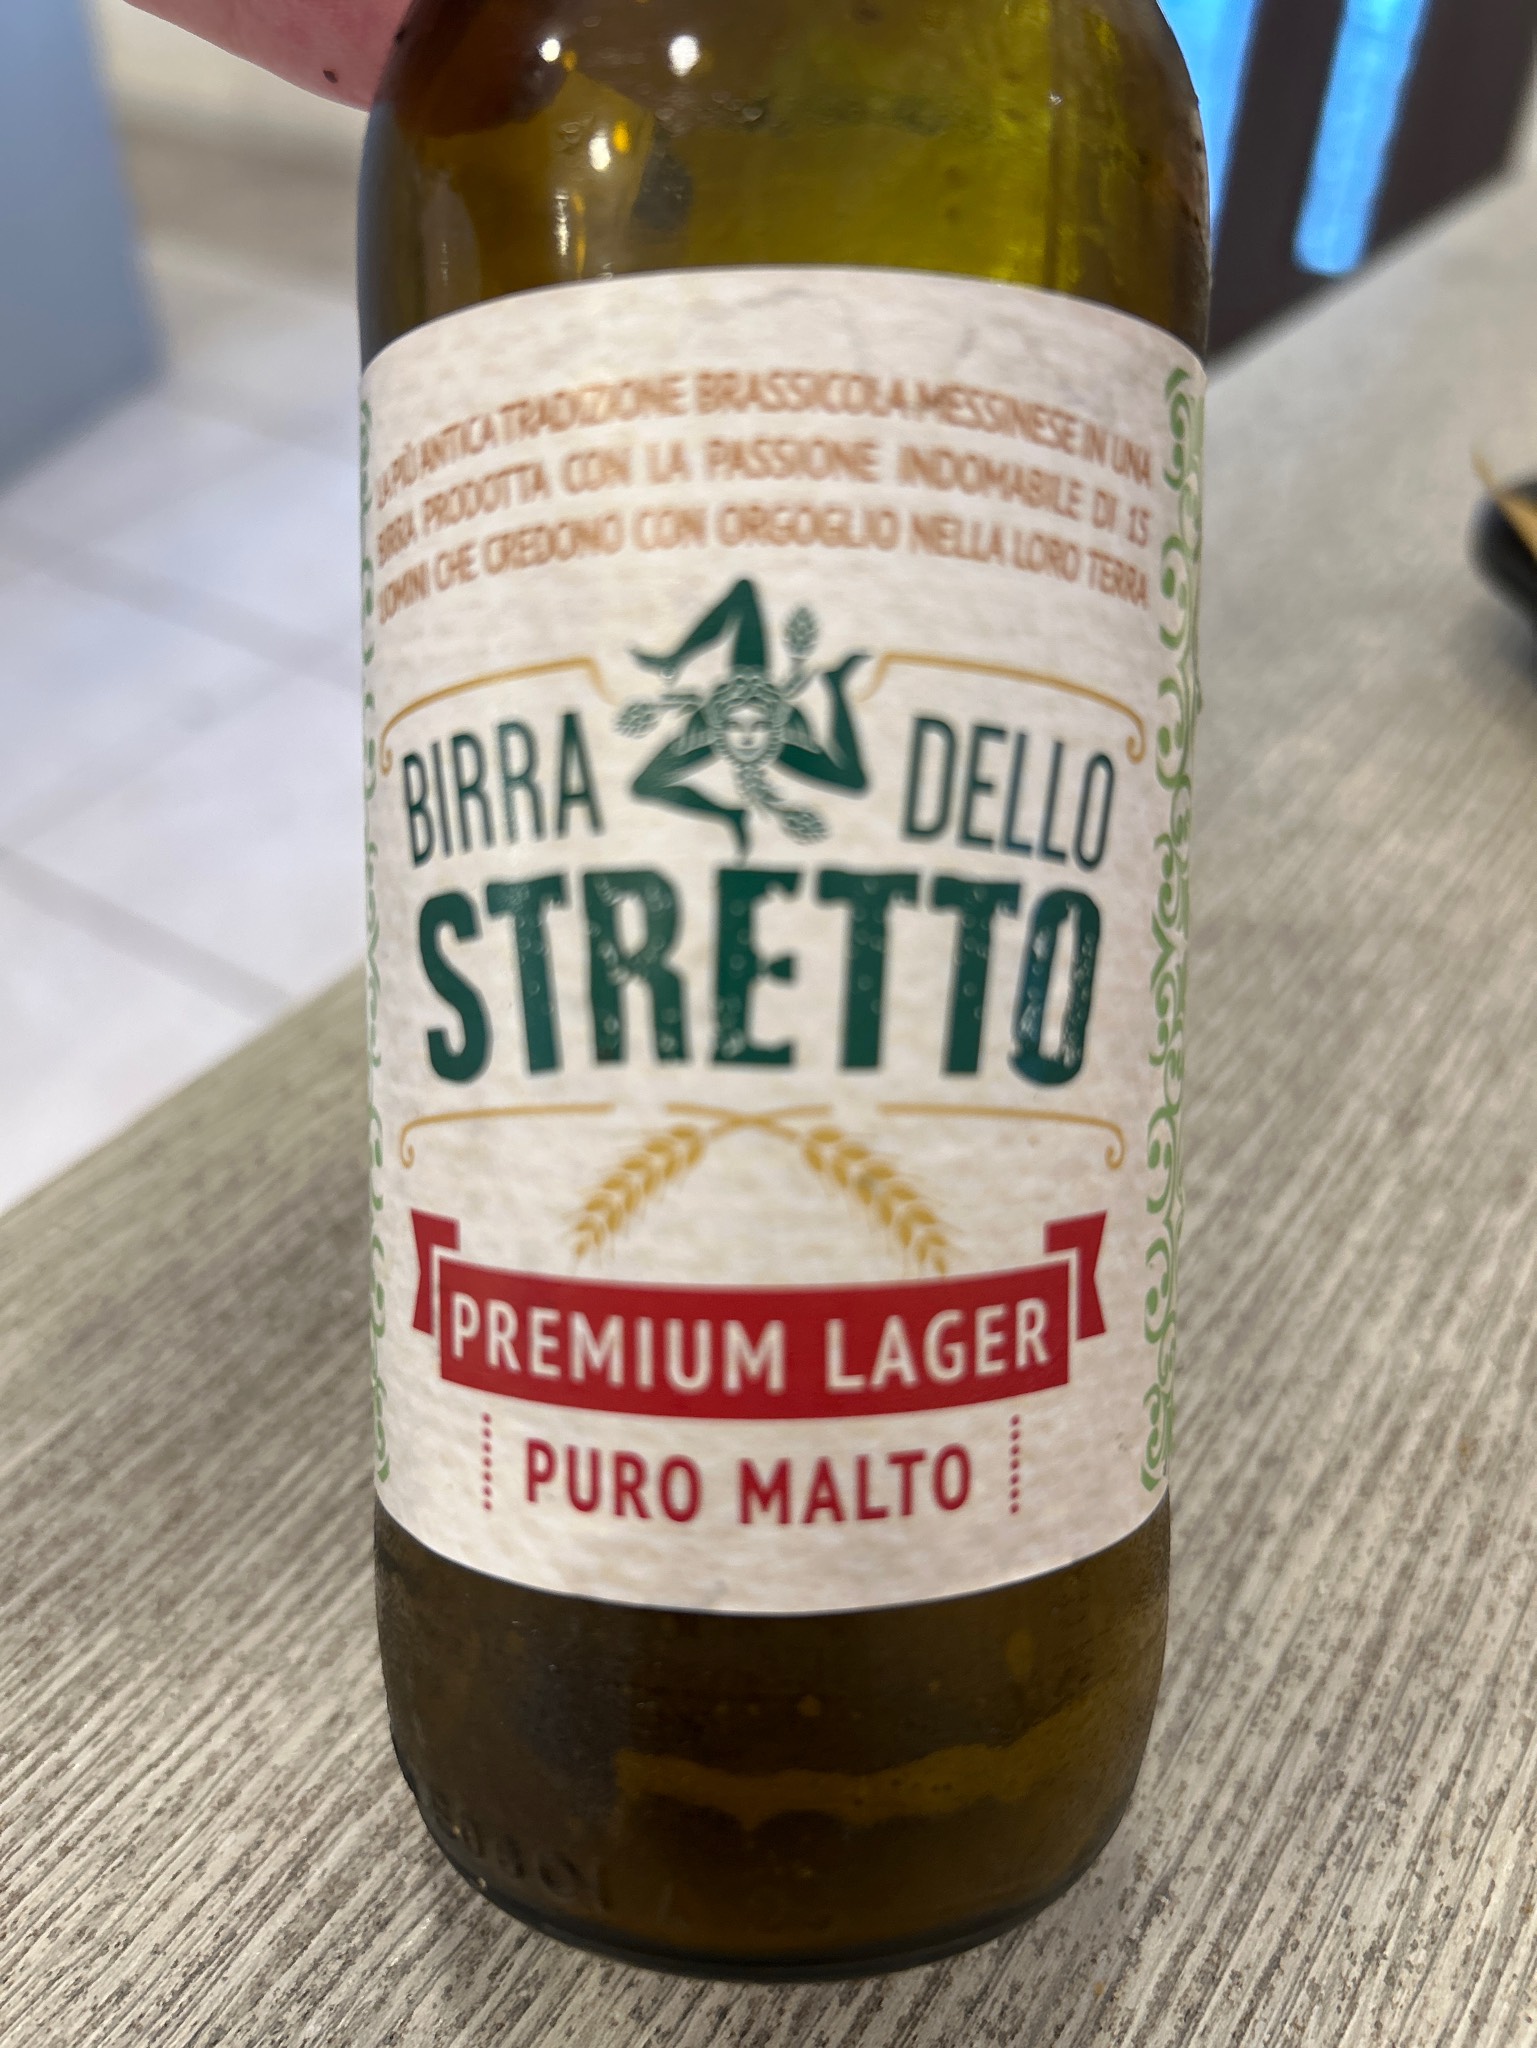 LA PIÙ ANTICA TRADIZIONE BRASSICOLA MESSINESE IN UNA
BIRRA PRODOTTA CON LA PASSIONE INDOMABILE DI 15
UOMINI CHE CREDONO CON ORGOGLIO NELLA LORO TERRA
BIRRA DELLO
STRETTO
PREMIUM LAGER
PURO MALTO